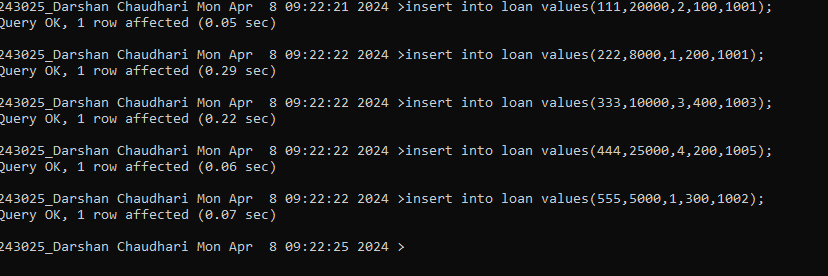 243025_Darshan Chaudhari Mon Apr  8 09:22:21 2024 >insert into loan values(111,20000,2,100,1001);
Query OK, 1 row affected (0.05 sec)
243025_Darshan Chaudhari Mon Apr  8 09:22:22 2024 >insert into loan values(222,8000,1,200,1001);
Query OK, 1 row affected (0.29 sec)
243025_Darshan Chaudhari Mon Apr  8 09:22:22 2024 >insert into loan values(333,10000,3,400,1003);
Query OK, 1 row affected (0.22 sec)
243025_Darshan Chaudhari Mon Apr  8 09:22:22 2024 >insert into loan values(444,25000,4,200,1005);
Query OK, 1 row affected (0.06 sec)
243025_Darshan Chaudhari Mon Apr  8 09:22:22 2024 >insert into loan values(555,5000,1,300,1002);
Query OK, 1 row affected (0.07 sec)
243025_Darshan Chaudhari Mon Apr  8 09:22:25 2024 >